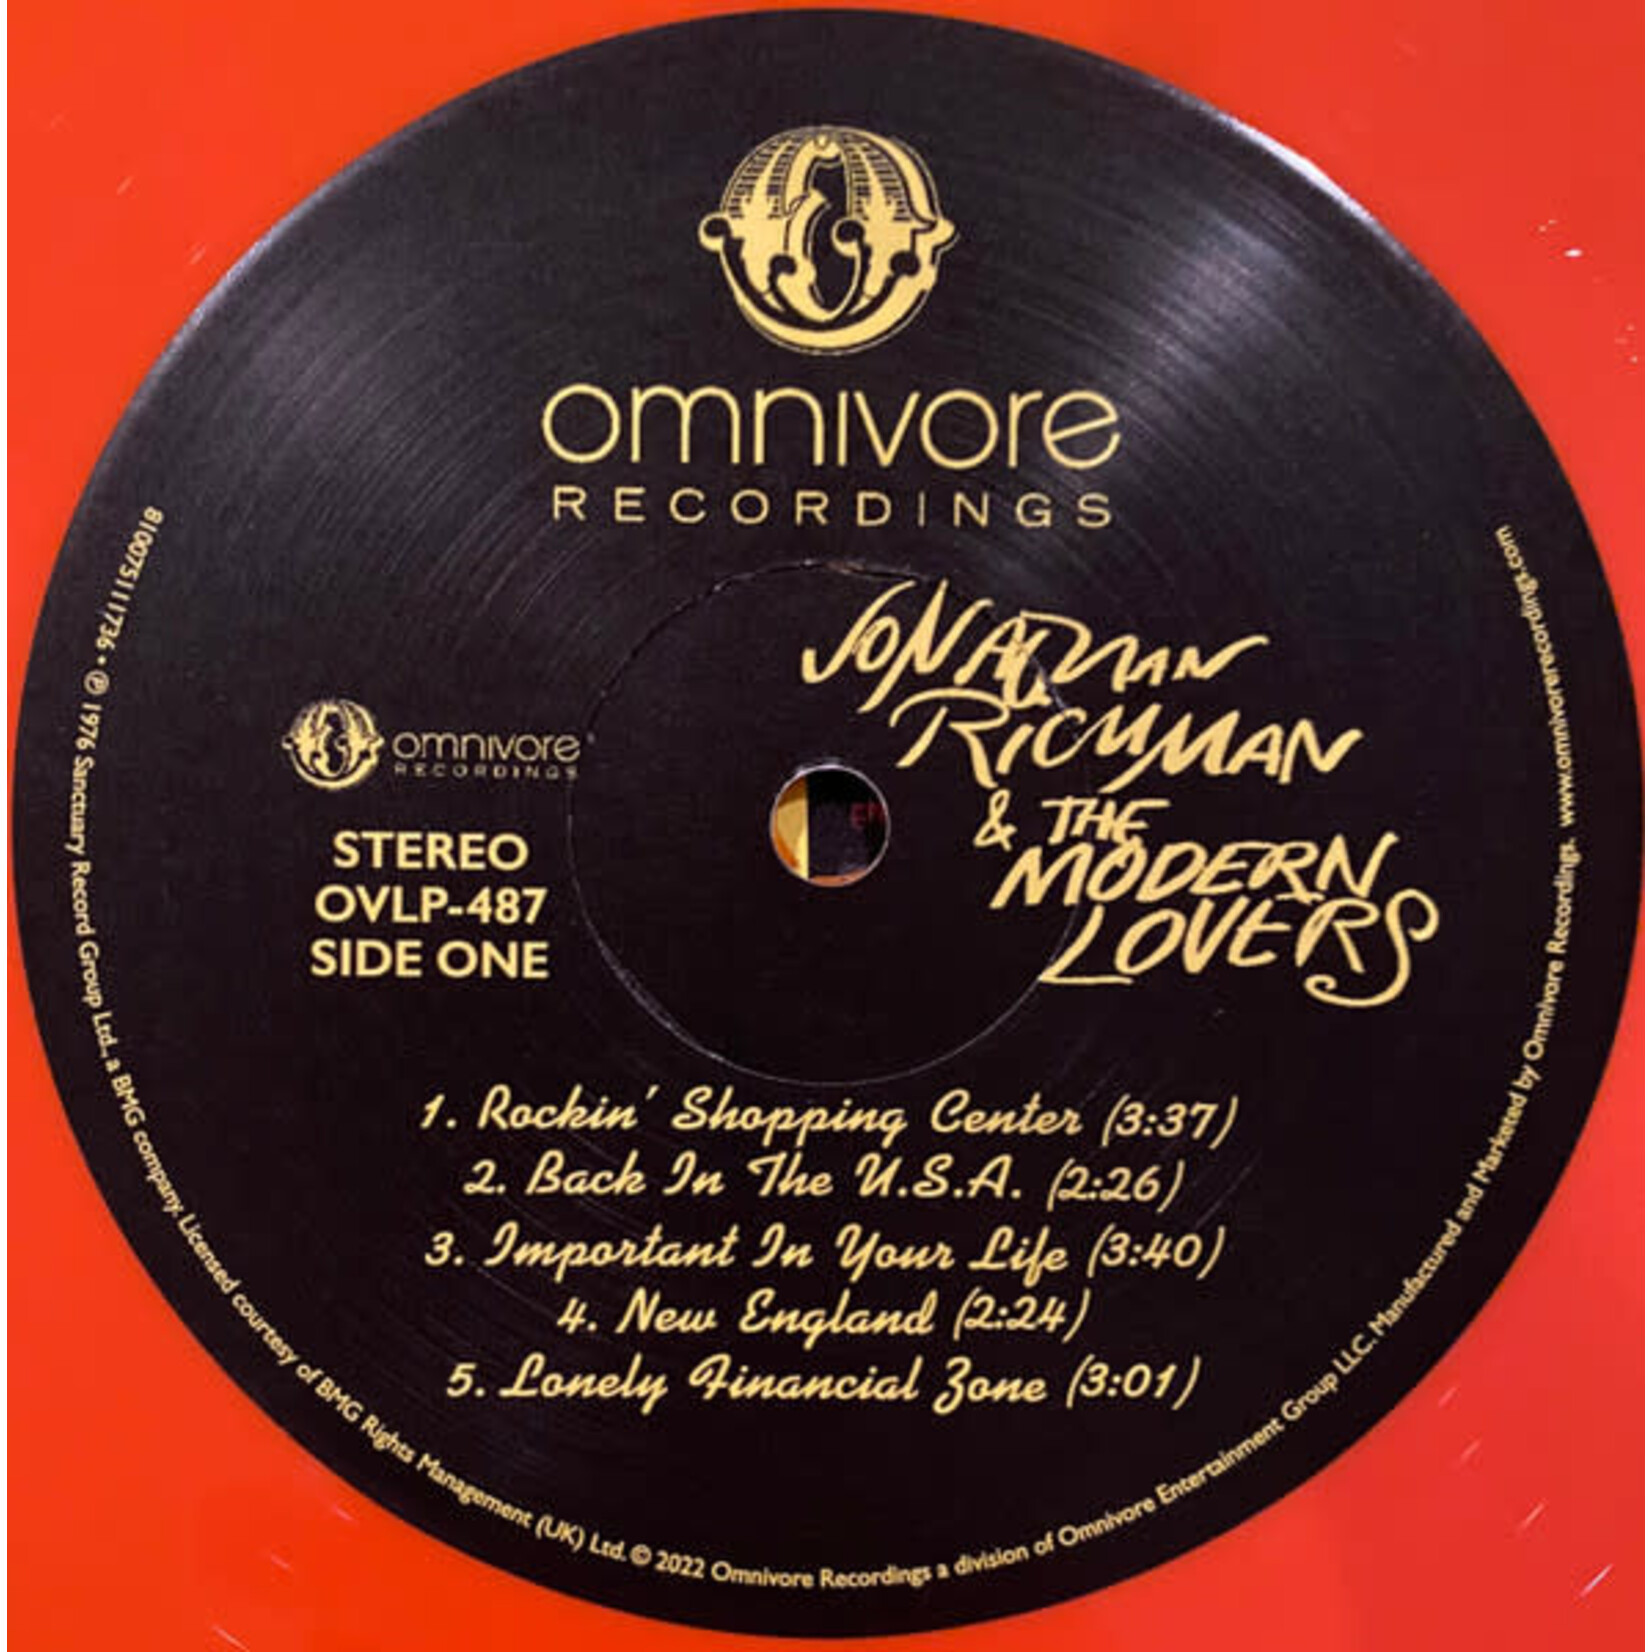 omnivore
RECORDINGS
JONATHAN
RICHMAN
& THE
MODERN
LOVERS
omnivore
RECORDINGS
STEREO
OVLP-487
SIDE ONE
1. Rockin' Shopping Center (3:37)
2. Back In The U.S.A. (2:26)
3. Important In Your Life (3:40)
4. New England (2:24)
5. Lonely Financial Zone (3:01)
810075111736 • ℗ 1976 Sanctuary Record Group Ltd., a BMG company. Licensed courtesy of BMG Rights Management (UK) Ltd. © 2022 Omnivore Recordings a division of Omnivore Entertainment Group LLC. Manufactured and Marketed by Omnivore Recordings. www.omnivorerecordings.com